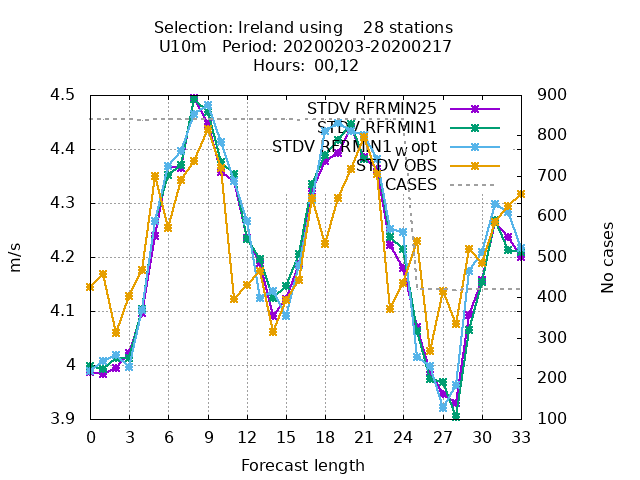 Selection: Ireland using    28 stations
U10m   Period: 20200203-20200217
Hours:  00,12
STDV RFRMIN25
STDV RFRMIN1
STDV RFRMIN1_w opt
STDV OBS
CASES
4.5
4.4
4.3
4.2
4.1
4
3.9
m/s
900
800
700
600
500
400
300
200
100
No cases
0 3 6 9 12 15 18 21 24 27 30 33
Forecast length